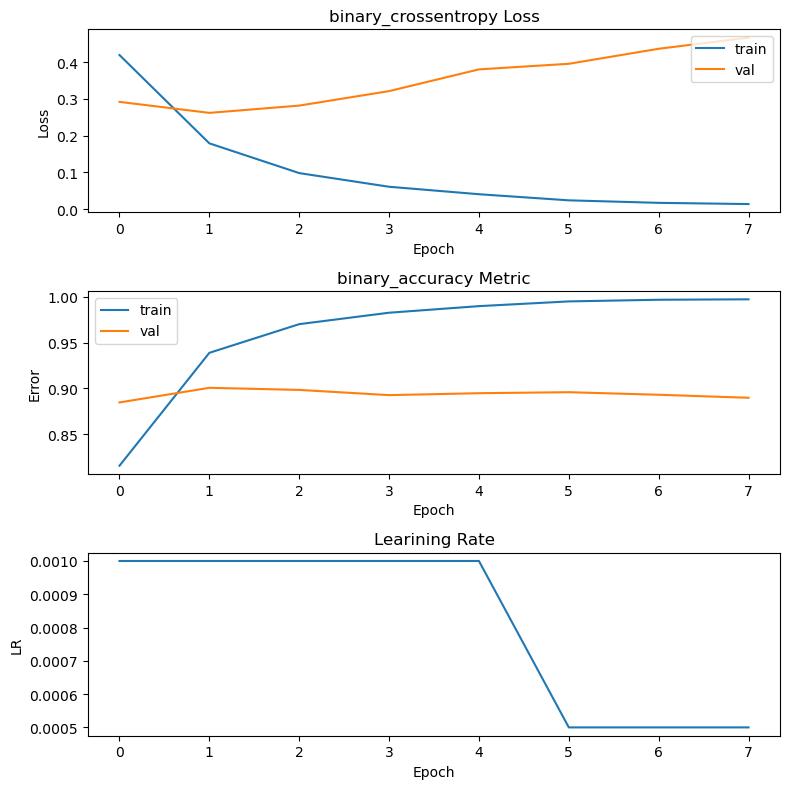 binary_crossentropy Loss
Loss
0.4
0.3
0.2
0.1
0.0
train
val
0 1 2 3 4 5 6 7
Epoch
binary_accuracy Metric
Error
1.00
0.95
0.90
0.85
train
val
0 1 2 3 4 5 6 7
Epoch
Learining Rate
LR
0.0010
0.0009
0.0008
0.0007
0.0006
0.0005
0 1 2 3 4 5 6 7
Epoch